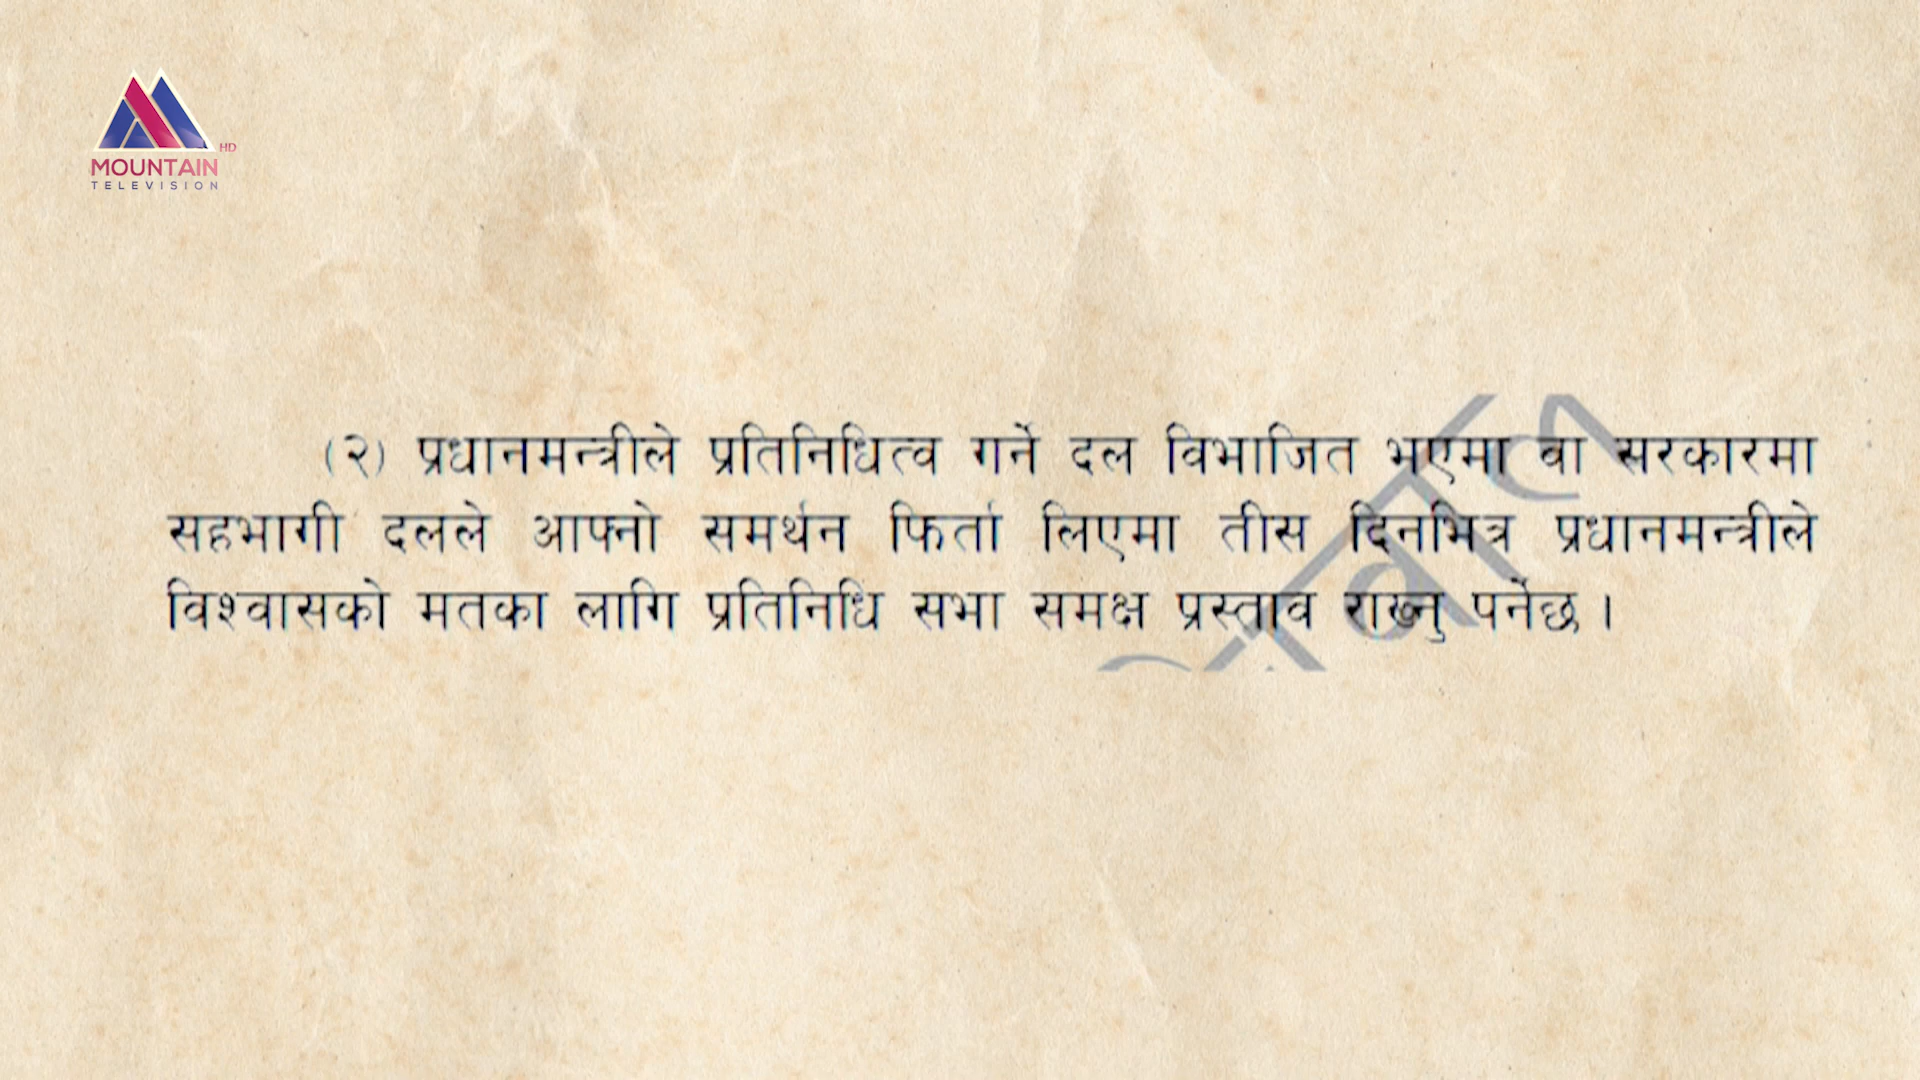 MOUNTAIN HD
TELEVISION
(२) प्रधानमन्त्रीले प्रतिनिधित्व गर्ने दल विभाजित भएमा वा सरकारमा
सहभागी दलले आफ्नो समर्थन फिर्ता लिएमा तीस दिनभित्र प्रधानमन्त्रीले
विश्वासको मतका लागि प्रतिनिधि सभा समक्ष प्रस्ताव राख्नु पर्नेछ ।